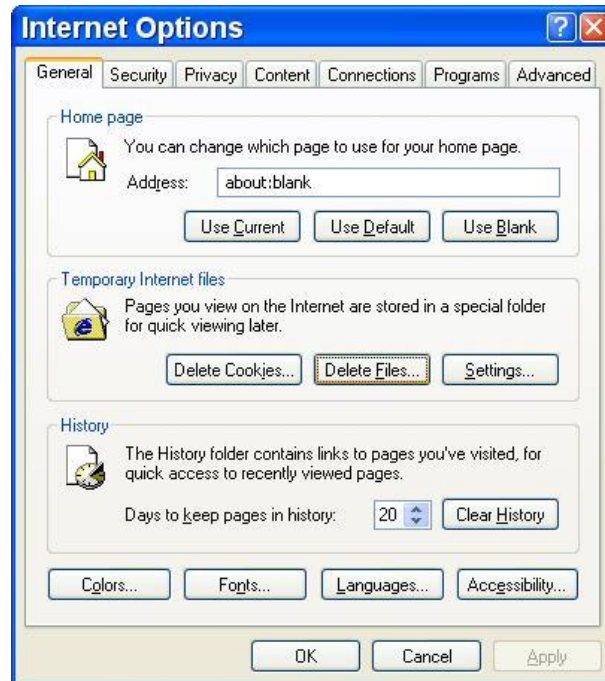 Internet Options
General Security Privacy Content Connections Programs Advanced
Home page
You can change which page to use for your home page.
Address: about:blank
Use Current Use Default Use Blank
Temporary Internet files
Pages you view on the Internet are stored in a special folder
for quick viewing later.
Delete Cookies... Delete Files... Settings...
History
The History folder contains links to pages you've visited, for
quick access to recently viewed pages.
Days to keep pages in history: 20 Clear History
Colors... Fonts... Languages... Accessibility...
OK Cancel Apply